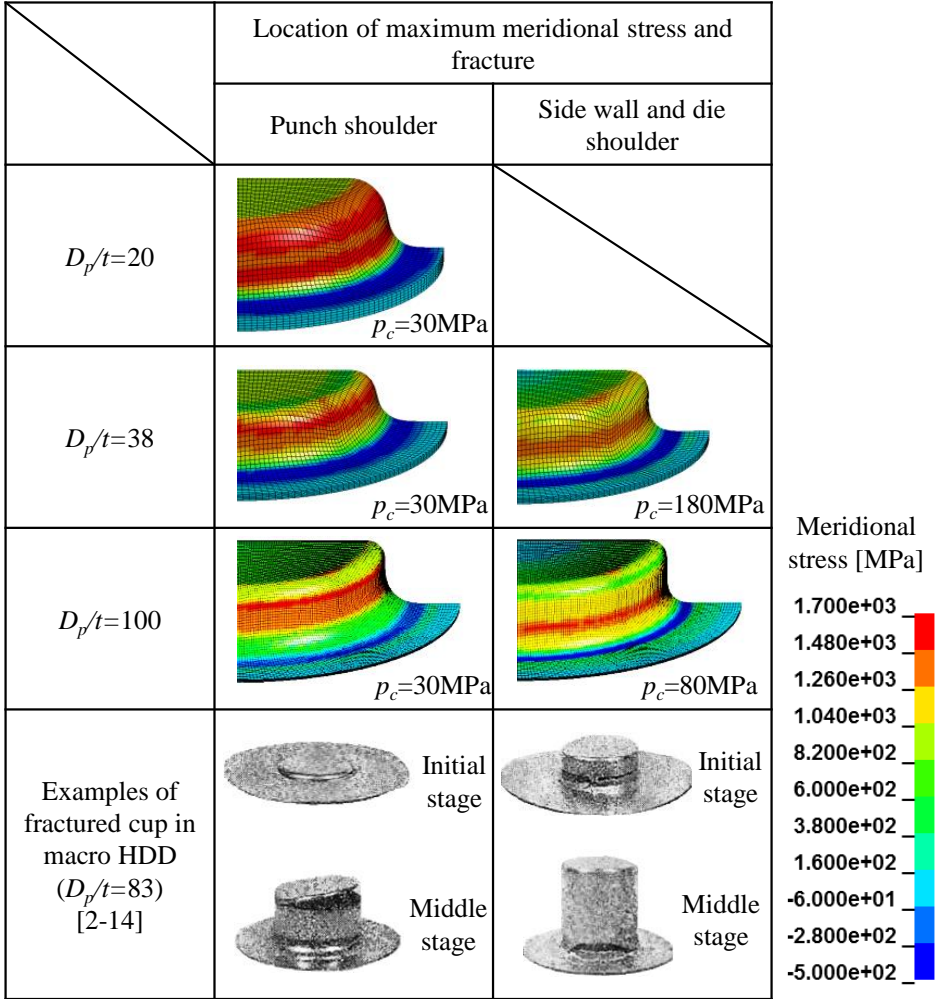 Location of maximum meridional stress and
fracture
Punch shoulder
Side wall and die
shoulder
Dp/t=20
pc=30MPa
Dp/t=38
pc=30MPa
pc=180MPa
Dp/t=100
pc=30MPa
pc=80MPa
Examples of
fractured cup in
macro HDD
(Dp/t=83)
[2-14]
Initial
stage
Middle
stage
Initial
stage
Middle
stage
Meridional
stress [MPa]
1.700e+03
1.480e+03
1.260e+03
1.040e+03
8.200e+02
6.000e+02
3.800e+02
1.600e+02
-6.000e+01
-2.800e+02
-5.000e+02